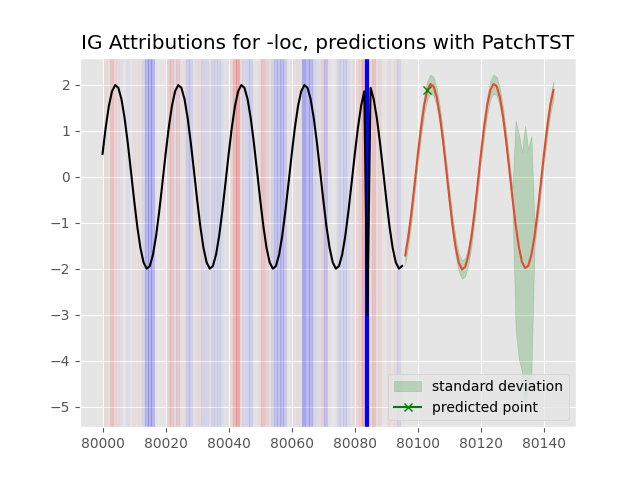 IG Attributions for -loc, predictions with PatchTST
2
1
0
−1
−2
−3
−4
−5
standard deviation
predicted point
80000 80020 80040 80060 80080 80100 80120 80140